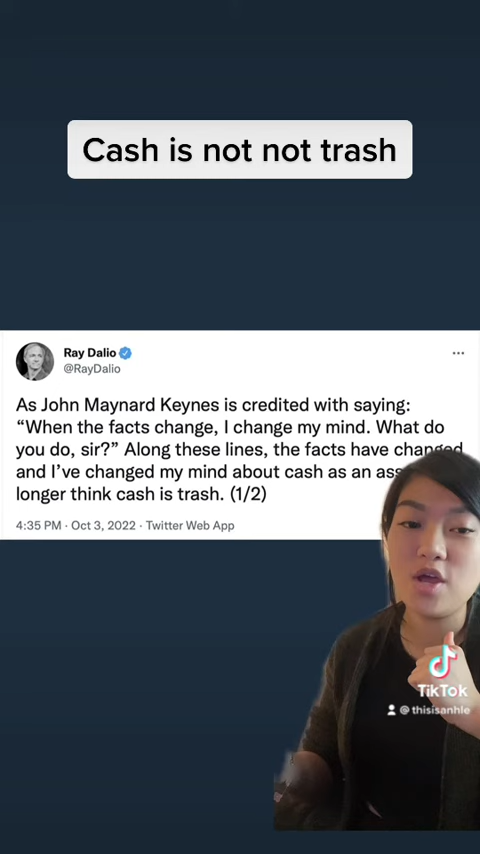 Cash is not not trash
Ray Dalio
@RayDalio
As John Maynard Keynes is credited with saying:
“When the facts change, I change my mind. What do
you do, sir?” Along these lines, the facts have changed
and I’ve changed my mind about cash as an
longer think cash is trash. (1/2)
4:35 PM · Oct 3, 2022 · Twitter Web App
TikTok
@ thisisanhle